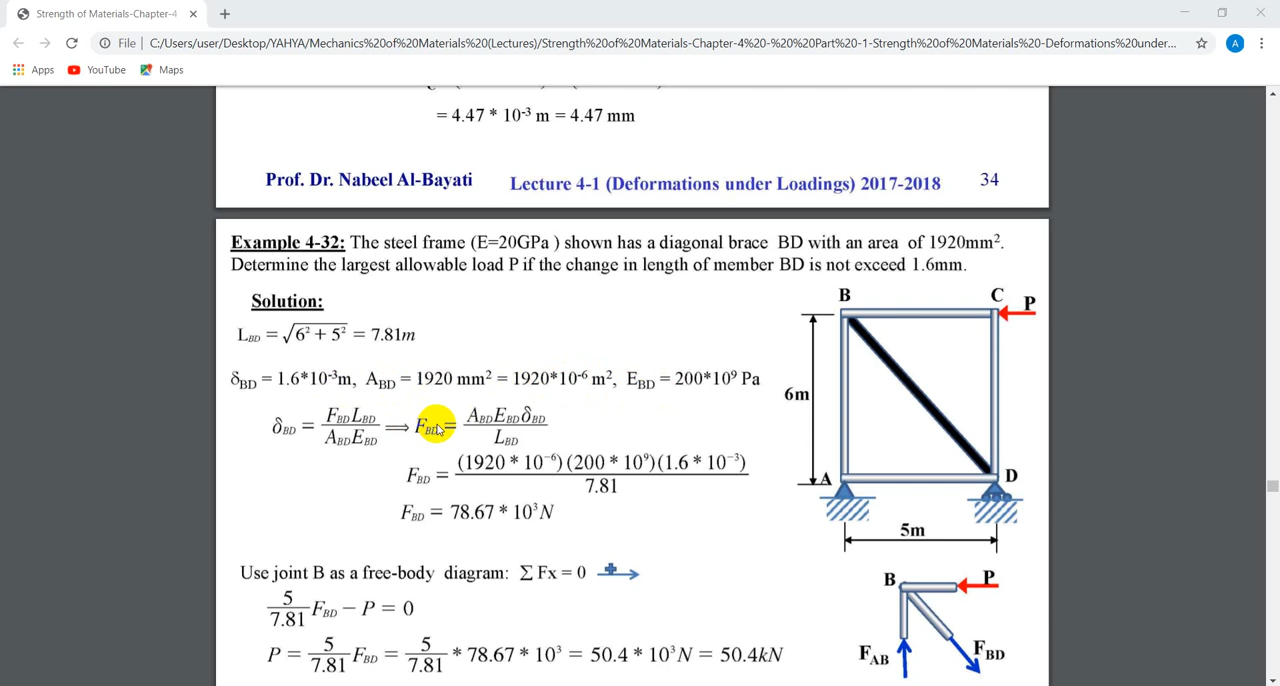 Strength of Materials-Chapter-4
File | C:/Users/user/Desktop/YAHYA/Mechanics%20of%20Materials%20(Lectures)/Strength%20of%20Materials-Chapter-4%20-%20%20Part%20-1-Strength%20of%20Materials%20-Deformations%20under...
A
Apps YouTube Maps
= 4.47 * 10-³ m = 4.47 mm
Prof. Dr. Nabeel Al-Bayati Lecture 4-1 (Deformations under Loadings) 2017-2018 34
Example 4-32: The steel frame (E=20GPa ) shown has a diagonal brace BD with an area of 1920mm².
Determine the largest allowable load P if the change in length of member BD is not exceed 1.6mm.
Solution:
L_BD = √(6² + 5²) = 7.81m
δ_BD = 1.6*10-³m, A_BD = 1920 mm² = 1920*10-⁶ m², E_BD = 200*10⁹ Pa
δ_BD = F_BD L_BD / A_BD E_BD ⟹ F_BD = A_BD E_BD δ_BD / L_BD
F_BD = (1920 * 10⁻⁶)(200 * 10⁹)(1.6 * 10⁻³) / 7.81
F_BD = 78.67 * 10³ N
Use joint B as a free-body diagram: ∑ Fx = 0 + →
5/7.81 F_BD − P = 0
P = 5/7.81 F_BD = 5/7.81 * 78.67 * 10³ = 50.4 * 10³ N = 50.4kN
B
C
P
6m
A
D
5m
B
P
F_AB
F_BD